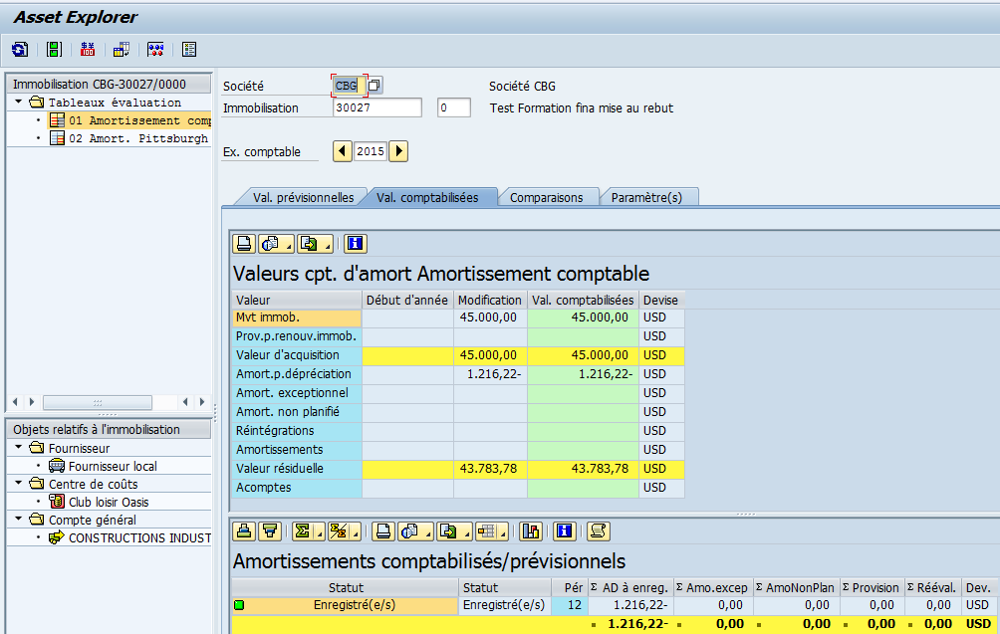 Asset Explorer
Immobilisation CBG-30027/0000
Tableaux évaluation
01 Amortissement comp
02 Amort. Pittsburgh
Objets relatifs à l'immobilisation
Fournisseur
Fournisseur local
Centre de coûts
Club loisir Oasis
Compte général
CONSTRUCTIONS INDUST
Société CBG Société CBG
Immobilisation 30027 0 Test Formation fina mise au rebut
Ex. comptable 2015
Val. prévisionnelles Val. comptabilisées Comparaisons Paramètre(s)
Valeurs cpt. d'amort Amortissement comptable
Valeur Début d'année Modification Val. comptabilisées Devise
Mvt immob. 45.000,00 45.000,00 USD
Prov.p.renouv.immob. USD
Valeur d'acquisition 45.000,00 45.000,00 USD
Amort.p.dépréciation 1.216,22- 1.216,22- USD
Amort. exceptionnel USD
Amort. non planifié USD
Réintégrations USD
Amortissements USD
Valeur résiduelle 43.783,78 43.783,78 USD
Acomptes USD
Amortissements comptabilisés/prévisionnels
Statut Statut Pér Σ AD à enreg. Σ Amo.excep Σ AmoNonPlan Σ Provision Σ Rééval. Dev.
Enregistré(e/s) Enregistré(e/s) 12 1.216,22- 0,00 0,00 0,00 0,00 USD
1.216,22- 0,00 0,00 0,00 0,00 USD